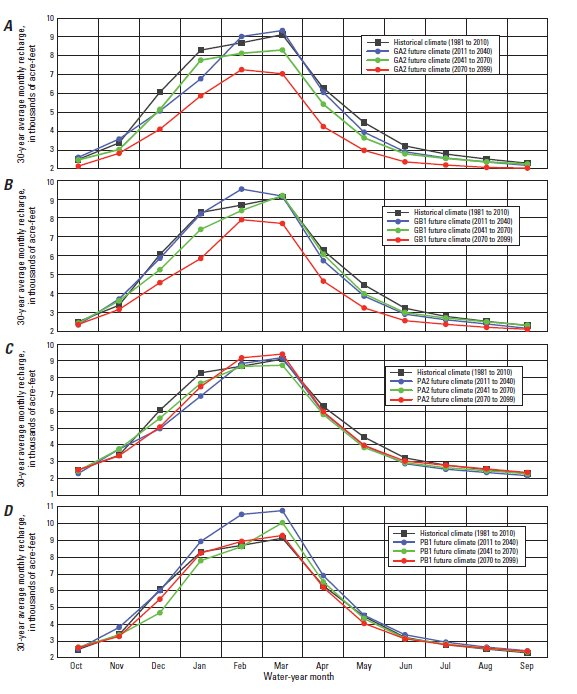 A
30-year average monthly recharge,
in thousands of acre-feet
10
9
8
7
6
5
4
3
2
Historical climate (1981 to 2010)
GA2 future climate (2011 to 2040)
GA2 future climate (2041 to 2070)
GA2 future climate (2070 to 2099)
B
30-year average monthly recharge,
in thousands of acre-feet
10
9
8
7
6
5
4
3
2
Historical climate (1981 to 2010)
GB1 future climate (2011 to 2040)
GB1 future climate (2041 to 2070)
GB1 future climate (2070 to 2099)
C
30-year average monthly recharge,
in thousands of acre-feet
10
9
8
7
6
5
4
3
2
1
Historical climate (1981 to 2010)
PA2 future climate (2011 to 2040)
PA2 future climate (2041 to 2070)
PA2 future climate (2070 to 2099)
D
30-year average monthly recharge,
in thousands of acre-feet
11
10
9
8
7
6
5
4
3
2
Historical climate (1981 to 2010)
PB1 future climate (2011 to 2040)
PB1 future climate (2041 to 2070)
PB1 future climate (2070 to 2099)
Oct Nov Dec Jan Feb Mar Apr May Jun Jul Aug Sep
Water-year month